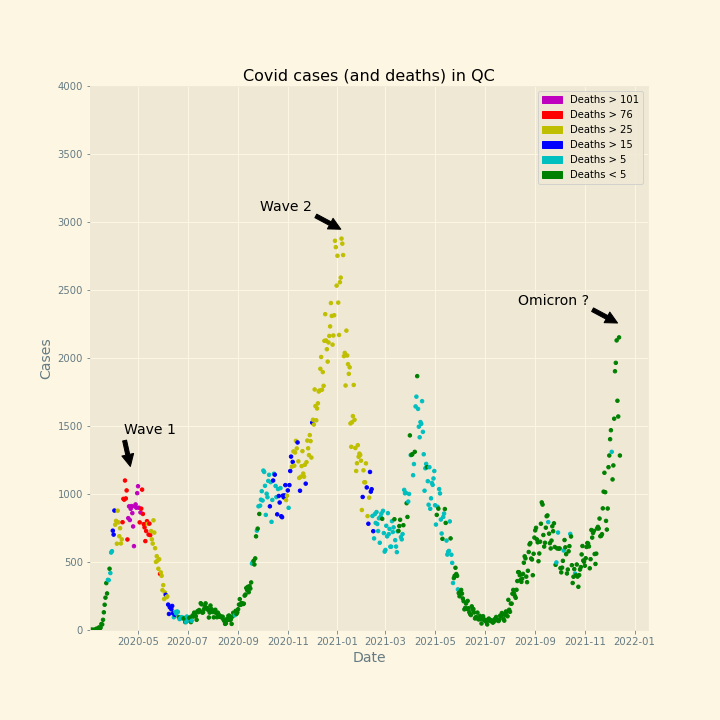 Covid cases (and deaths) in QC
4000
3500
3000
2500
2000
1500
1000
500
0
Cases
Deaths > 101
Deaths > 76
Deaths > 25
Deaths > 15
Deaths > 5
Deaths < 5
Wave 2
Omicron ?
Wave 1
2020-05 2020-07 2020-09 2020-11 2021-01 2021-03 2021-05 2021-07 2021-09 2021-11 2022-01
Date